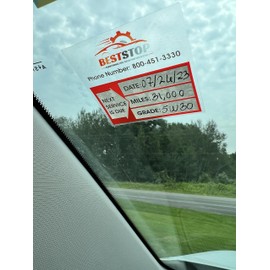 BESTSTOP
Phone Number: 800-451-3330
NEXT SERVICE IS DUE
DATE: 07/26/23
MILES: 31,000
GRADE: 5W30